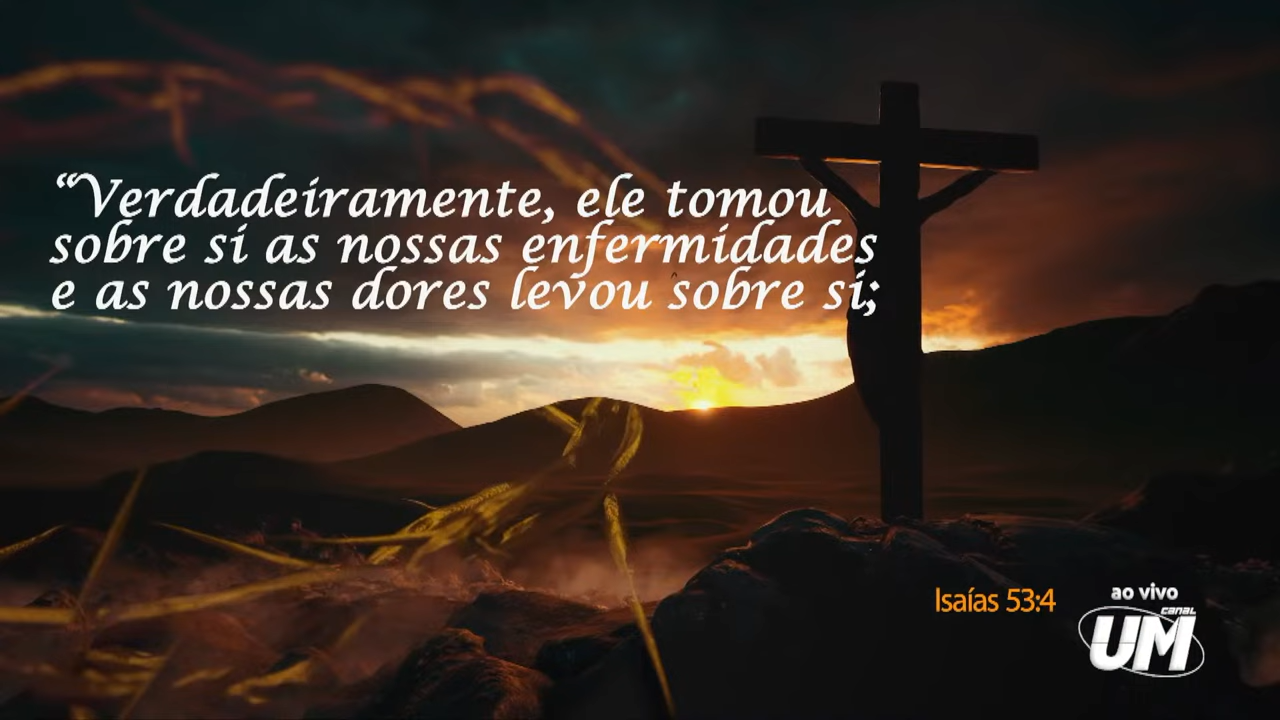 “Verdadeiramente, ele tomou
sobre si as nossas enfermidades
e as nossas dores levou sobre si;
Isaías 53:4
ao vivo
canal
UM